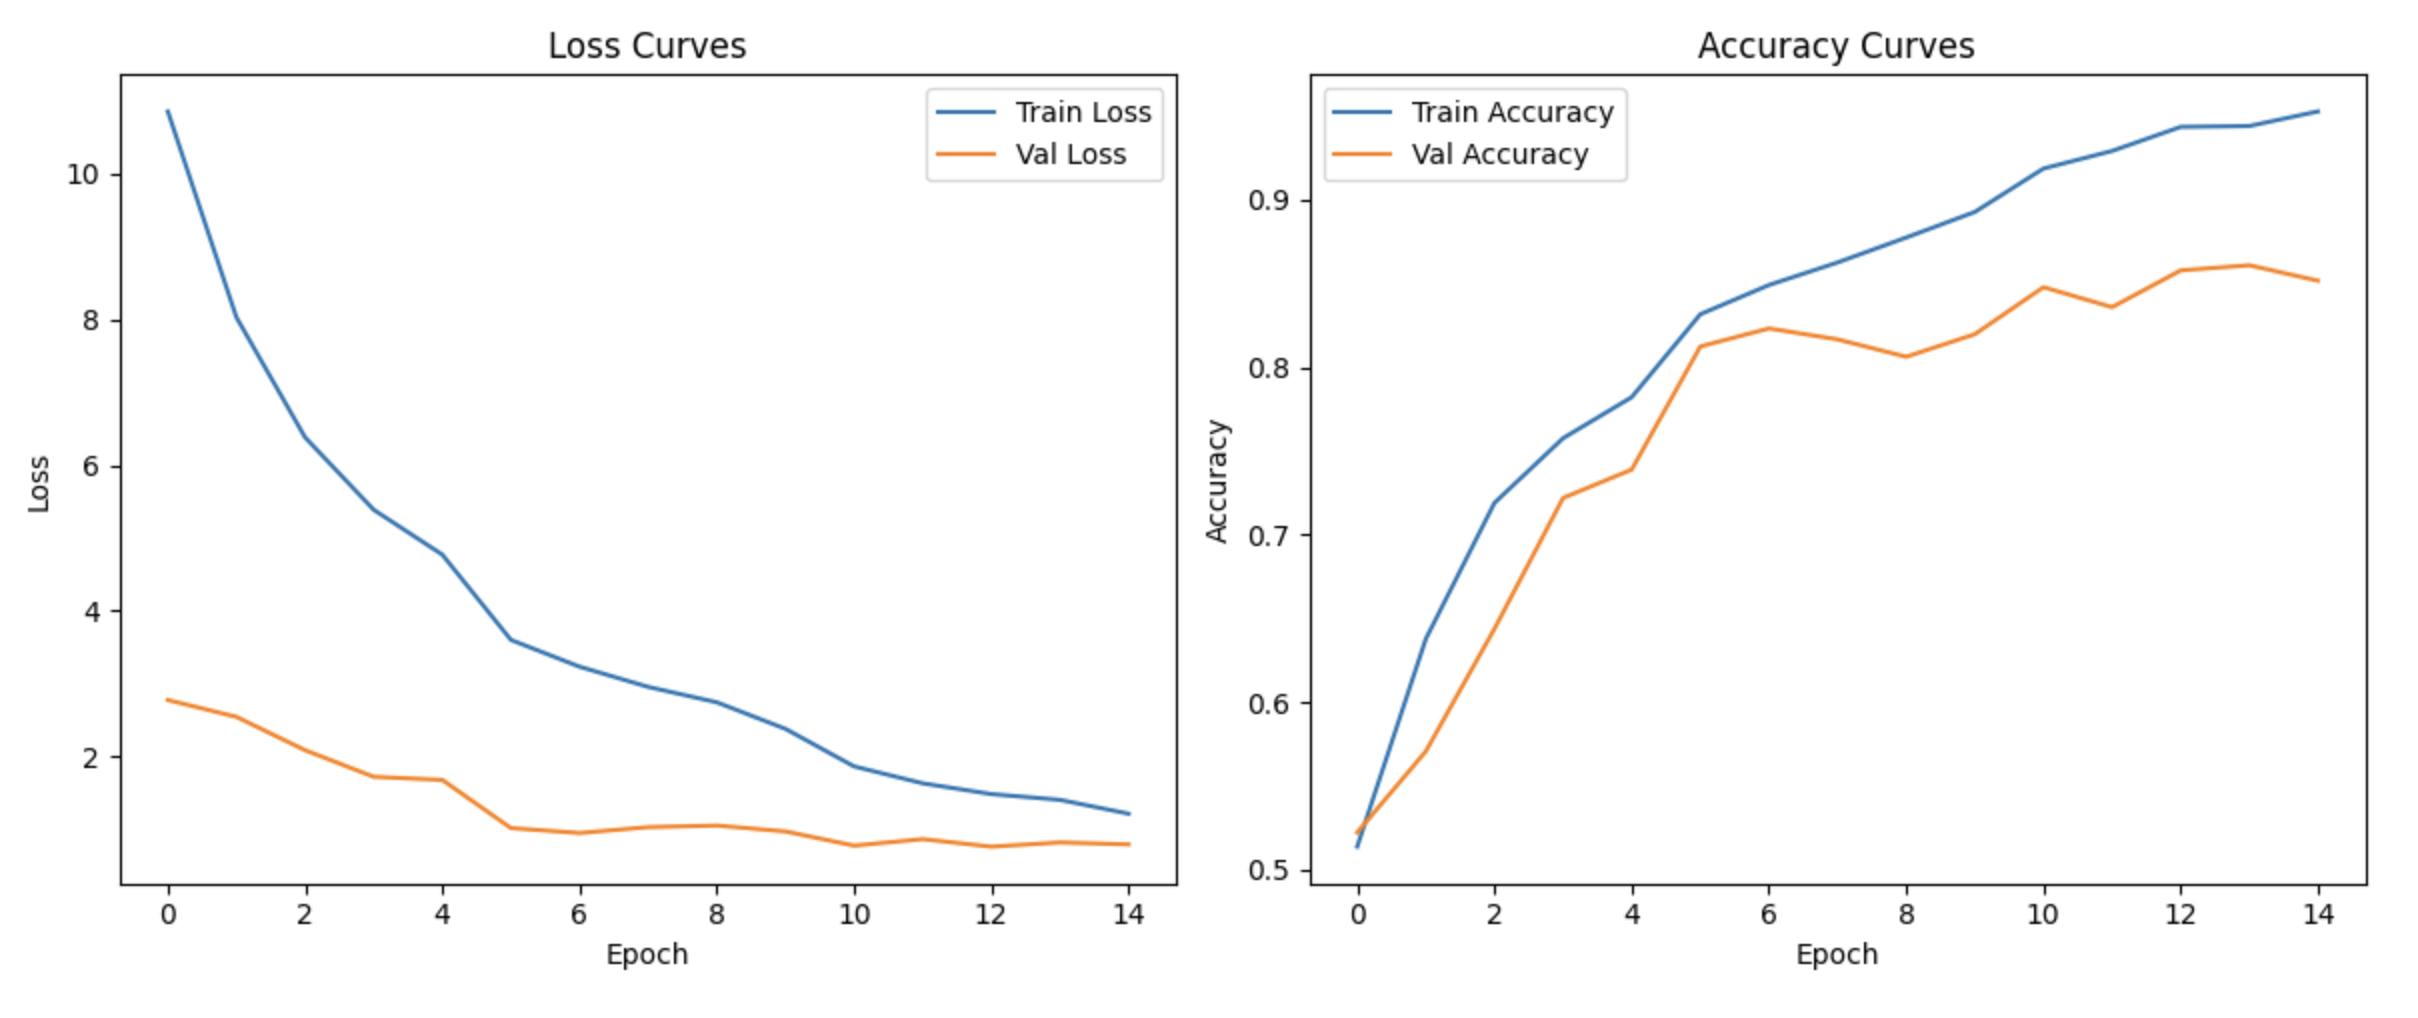 Loss Curves
Train Loss
Val Loss
10
8
6
4
2
Loss
0 2 4 6 8 10 12 14
Epoch
Accuracy Curves
Train Accuracy
Val Accuracy
0.9
0.8
0.7
0.6
0.5
Accuracy
0 2 4 6 8 10 12 14
Epoch